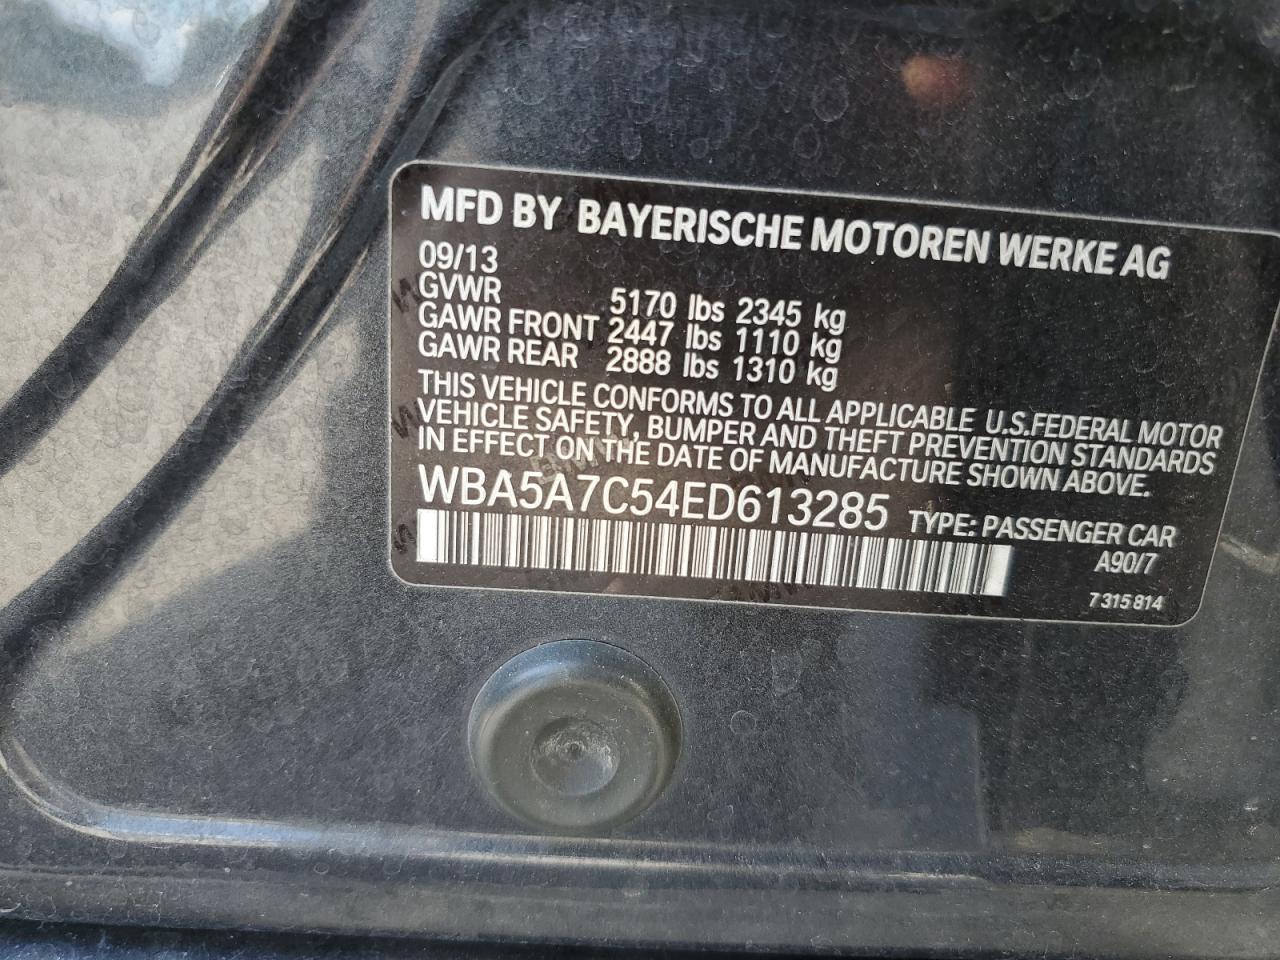 MFD BY BAYERISCHE MOTOREN WERKE AG
09/13
GVWR 5170 lbs 2345 kg
GAWR FRONT 2447 lbs 1110 kg
GAWR REAR 2888 lbs 1310 kg
THIS VEHICLE CONFORMS TO ALL APPLICABLE U.S.FEDERAL MOTOR
VEHICLE SAFETY, BUMPER AND THEFT PREVENTION STANDARDS
IN EFFECT ON THE DATE OF MANUFACTURE SHOWN ABOVE.
WBA5A7C54ED613285 TYPE: PASSENGER CAR
A90/7
7 315 814